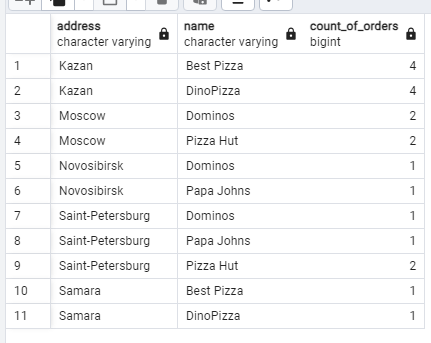 address name count_of_orders
character varying character varying bigint
1 Kazan Best Pizza 4
2 Kazan DinoPizza 4
3 Moscow Dominos 2
4 Moscow Pizza Hut 2
5 Novosibirsk Dominos 1
6 Novosibirsk Papa Johns 1
7 Saint-Petersburg Dominos 1
8 Saint-Petersburg Papa Johns 1
9 Saint-Petersburg Pizza Hut 2
10 Samara Best Pizza 1
11 Samara DinoPizza 1